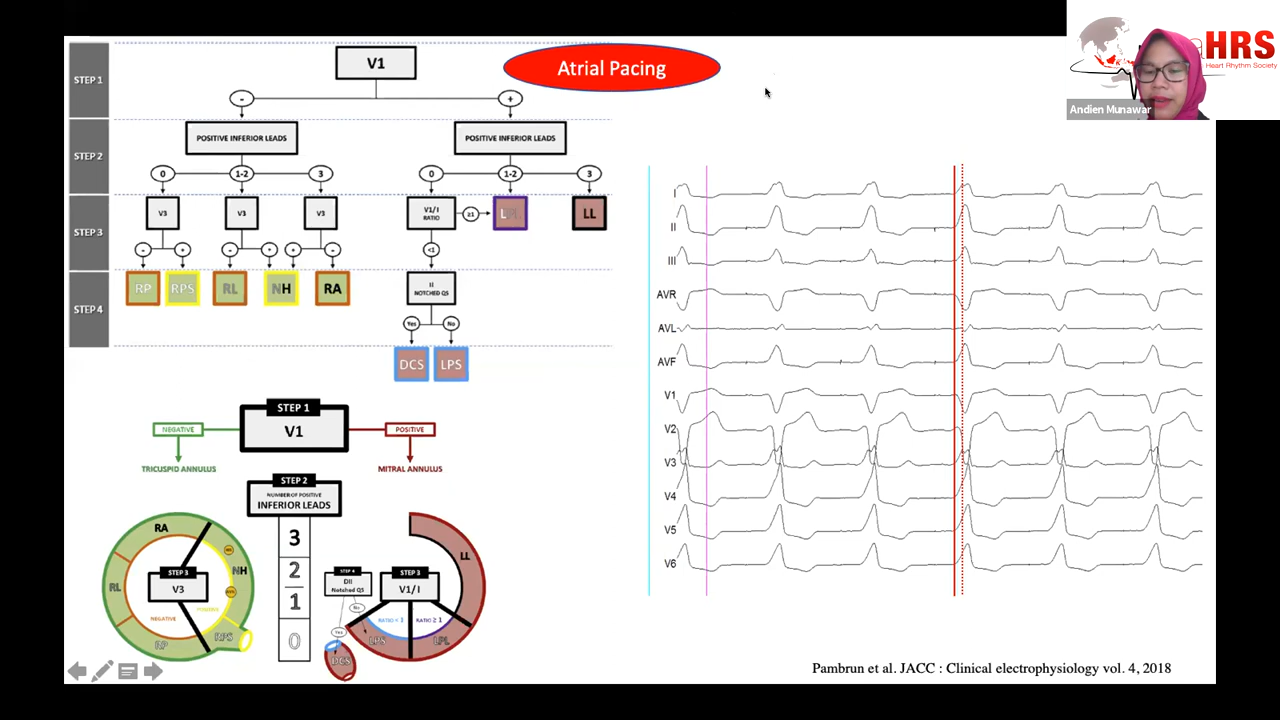 HRS
Heart Rhythm Society
Andien Munawar
Atrial Pacing
STEP 1
V1
-
+
STEP 2
POSITIVE INFERIOR LEADS
POSITIVE INFERIOR LEADS
0
1-2
3
0
1-2
3
STEP 3
V3
V3
V3
V1/I
RATIO
≥1
LPL
LL
-
+
-
+
+
-
<1
STEP 4
RP
RPS
RL
NH
RA
II
NOTCHED QS
Yes
No
DCS
LPS
STEP 1
V1
NEGATIVE
POSITIVE
TRICUSPID ANNULUS
MITRAL ANNULUS
STEP 2
NUMBER OF POSITIVE
INFERIOR LEADS
3
2
1
0
RA
NH
RL
STEP 3
V3
NEGATIVE
POSITIVE
RP
RPS
LL
STEP 4
DII
Notched QS
STEP 3
V1/I
No
Yes
RATIO < 1
RATIO ≥ 1
LPS
LPL
DCS
I
II
III
AVR
AVL
AVF
V1
V2
V3
V4
V5
V6
Pambrun et al. JACC : Clinical electrophysiology vol. 4, 2018